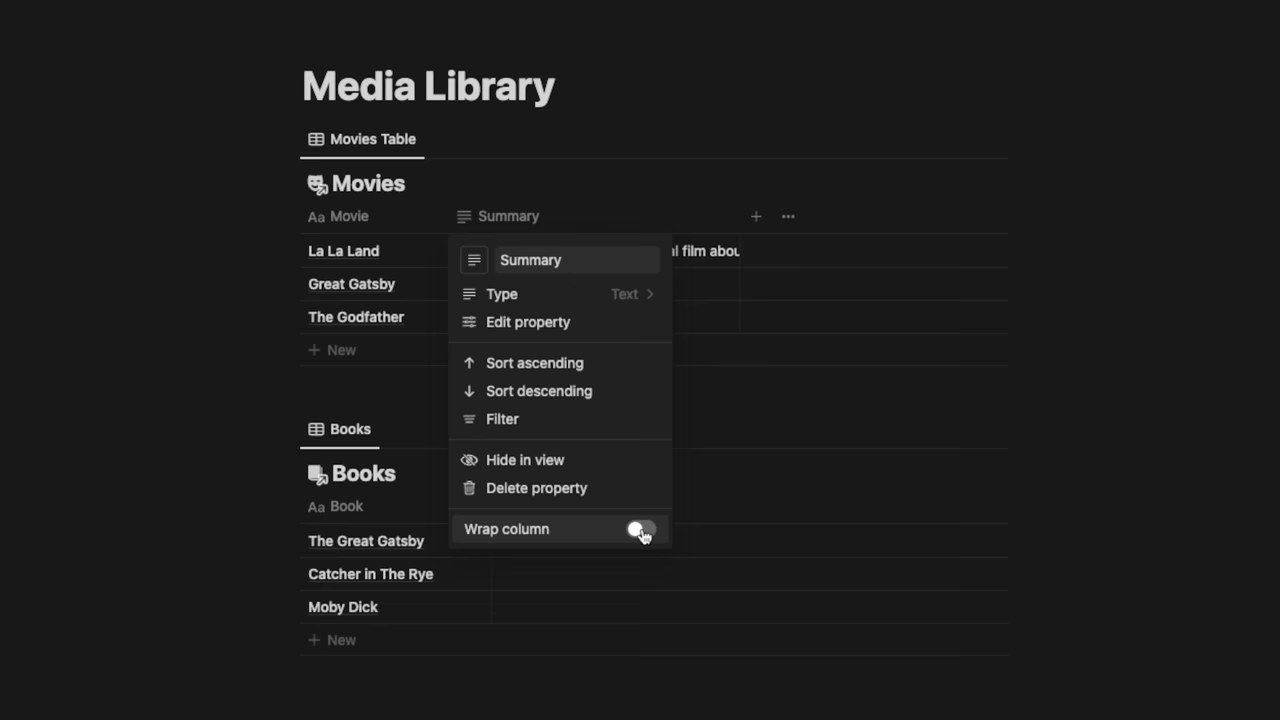 Media Library
Movies Table
Movies
Aa Movie
Summary
La La Land
film abou
Great Gatsby
The Godfather
+ New
Summary
Type
Text
Edit property
Sort ascending
Sort descending
Filter
Hide in view
Delete property
Wrap column
Books
Books
Aa Book
The Great Gatsby
Catcher in The Rye
Moby Dick
+ New